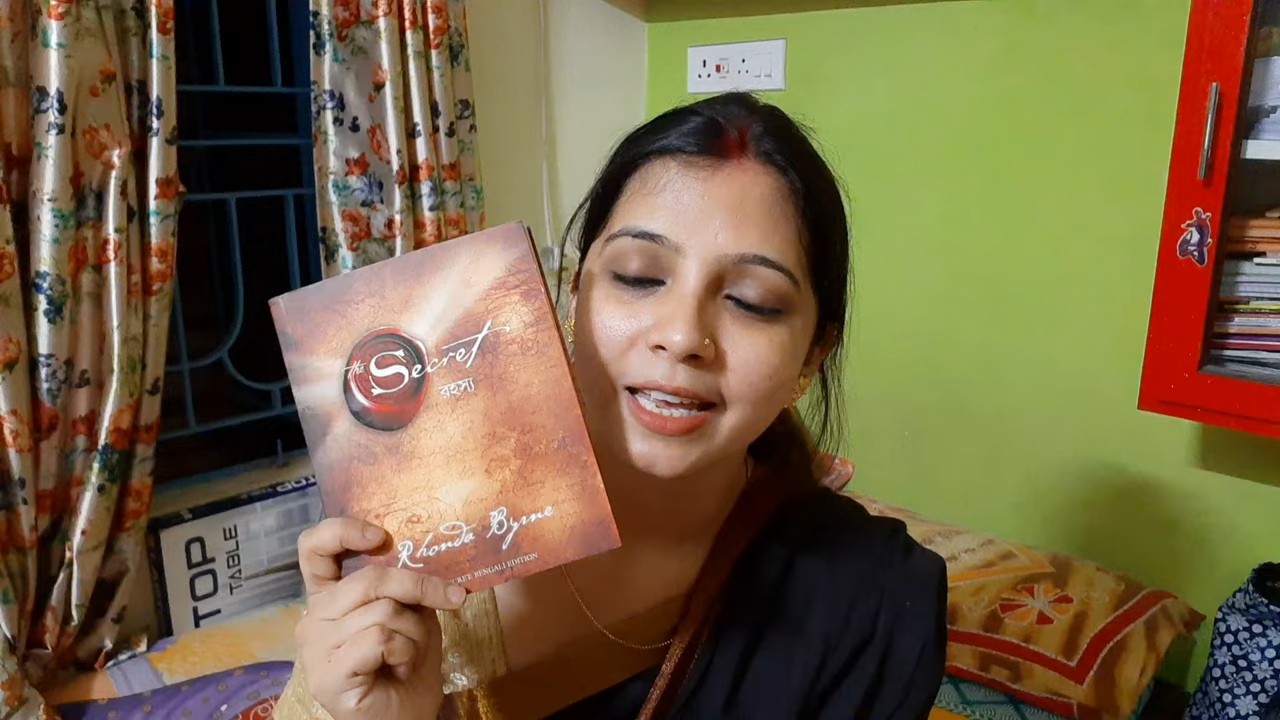 the Secret
রহস্য
Rhonda Byrne
BENGALI EDITION
TOP
TABLE